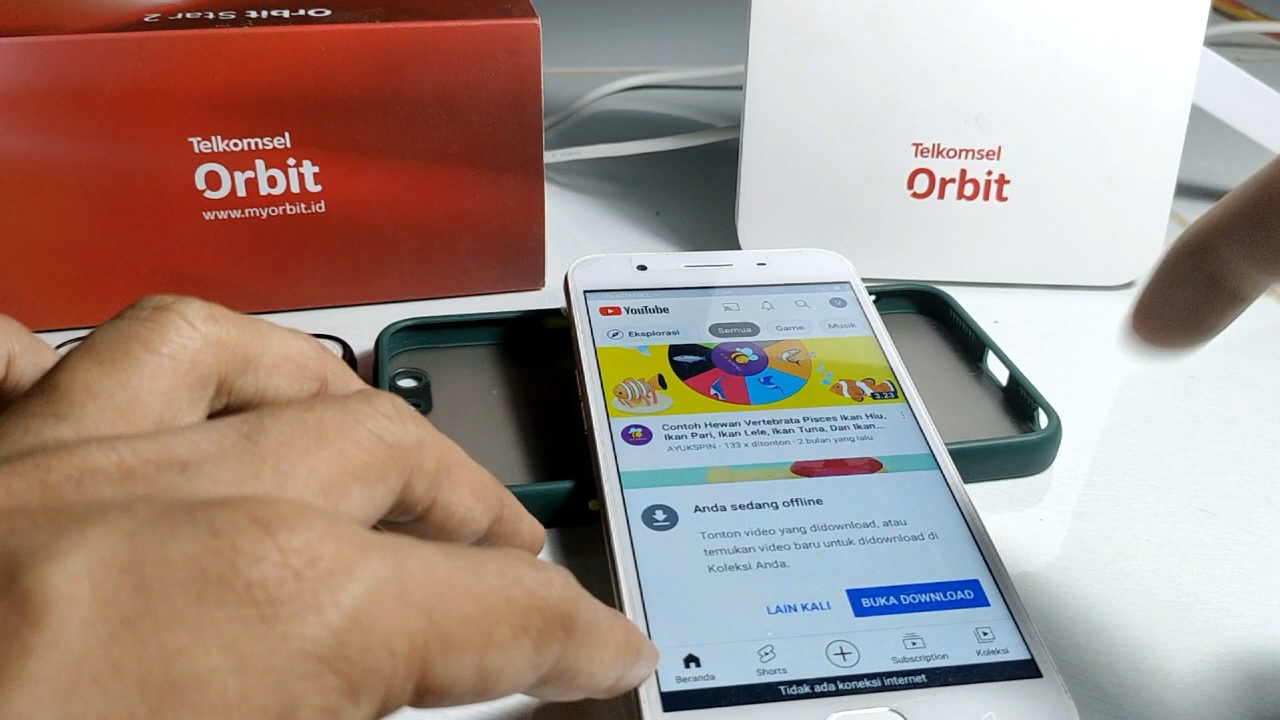 Orbit Star 2
Telkomsel
Orbit
www.myorbit.id
Telkomsel
Orbit
YouTube
Eksplorasi
Semua
Game
Musik
3.23
Contoh Hewan Vertebrata Pisces Ikan Hiu,
Ikan Pari, Ikan Lele, Ikan Tuna, Dan Ikan...
AYUKSPIN · 133 x ditonton · 2 bulan yang lalu
Anda sedang offline
Tonton video yang didownload, atau
temukan video baru untuk didownload di
Koleksi Anda.
LAIN KALI
BUKA DOWNLOAD
Beranda
Shorts
Subscription
Koleksi
Tidak ada koneksi internet